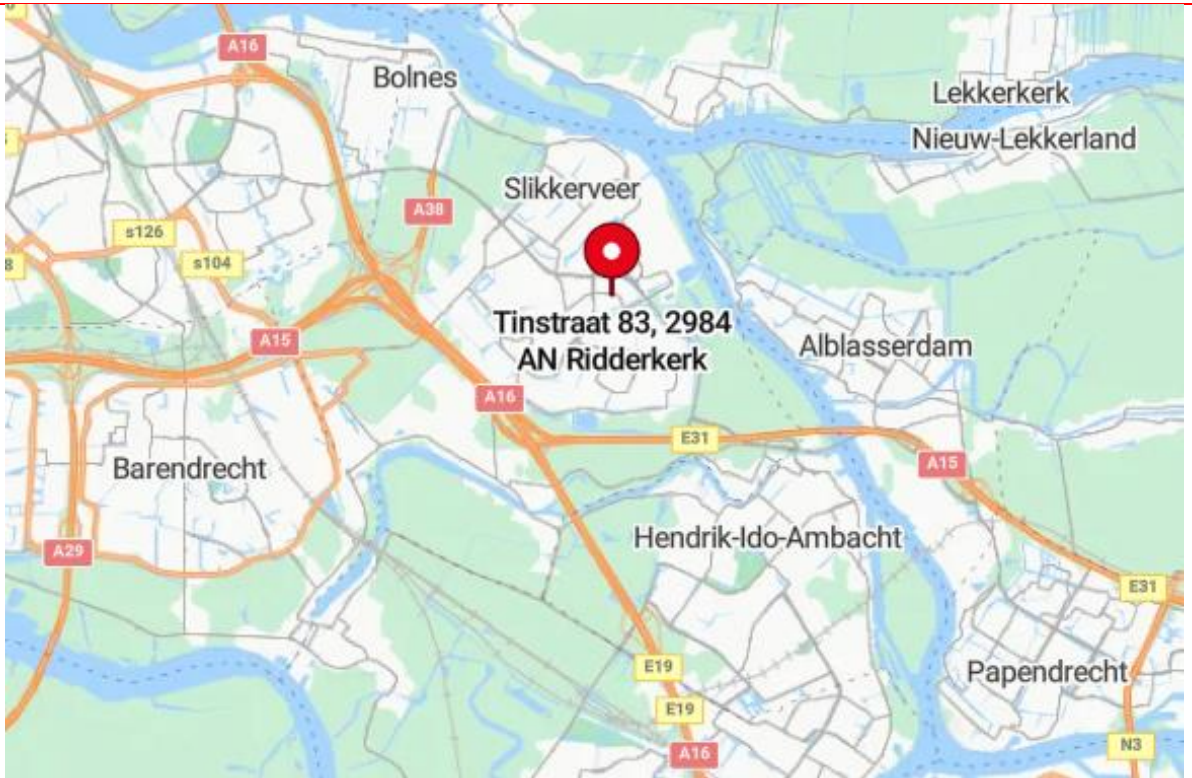 A16
Bolnes
Lekkerkerk
Nieuw-Lekkerland
Slikkerveer
A38
s126
s104
8
Tinstraat 83, 2984
AN Ridderkerk
A15
Alblasserdam
A16
E31
A15
Barendrecht
Hendrik-Ido-Ambacht
A29
E31
E19
Papendrecht
E19
A16
N3